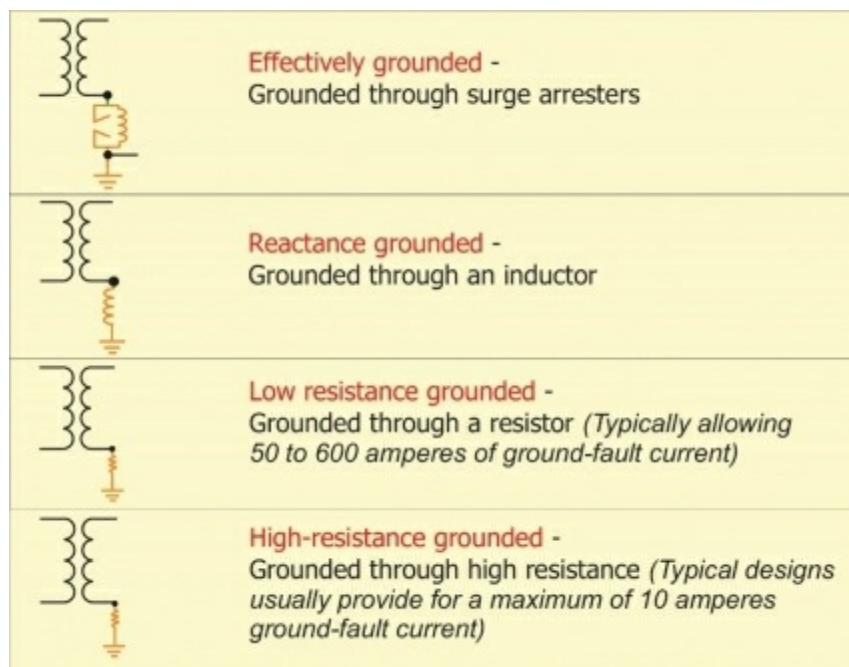 Effectively grounded -
Grounded through surge arresters
Reactance grounded -
Grounded through an inductor
Low resistance grounded -
Grounded through a resistor (Typically allowing
50 to 600 amperes of ground-fault current)
High-resistance grounded -
Grounded through high resistance (Typical designs
usually provide for a maximum of 10 amperes
ground-fault current)